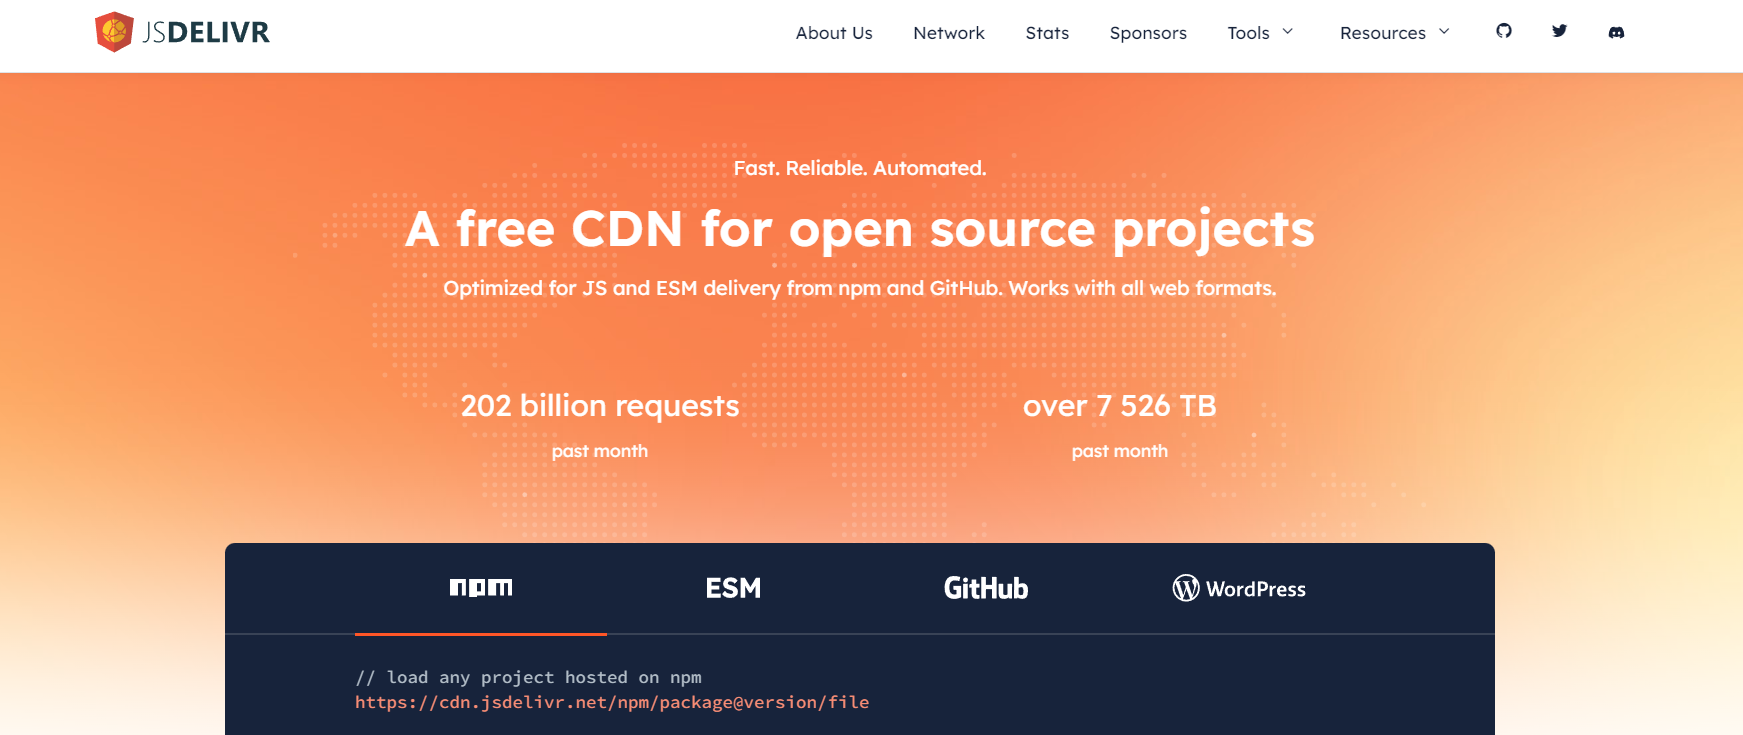 JSDELIVR
About Us Network Stats Sponsors Tools Resources
Fast. Reliable. Automated.
A free CDN for open source projects
Optimized for JS and ESM delivery from npm and GitHub. Works with all web formats.
202 billion requests
past month
over 7 526 TB
past month
npm ESM GitHub WordPress
// load any project hosted on npm
https://cdn.jsdelivr.net/npm/package@version/file